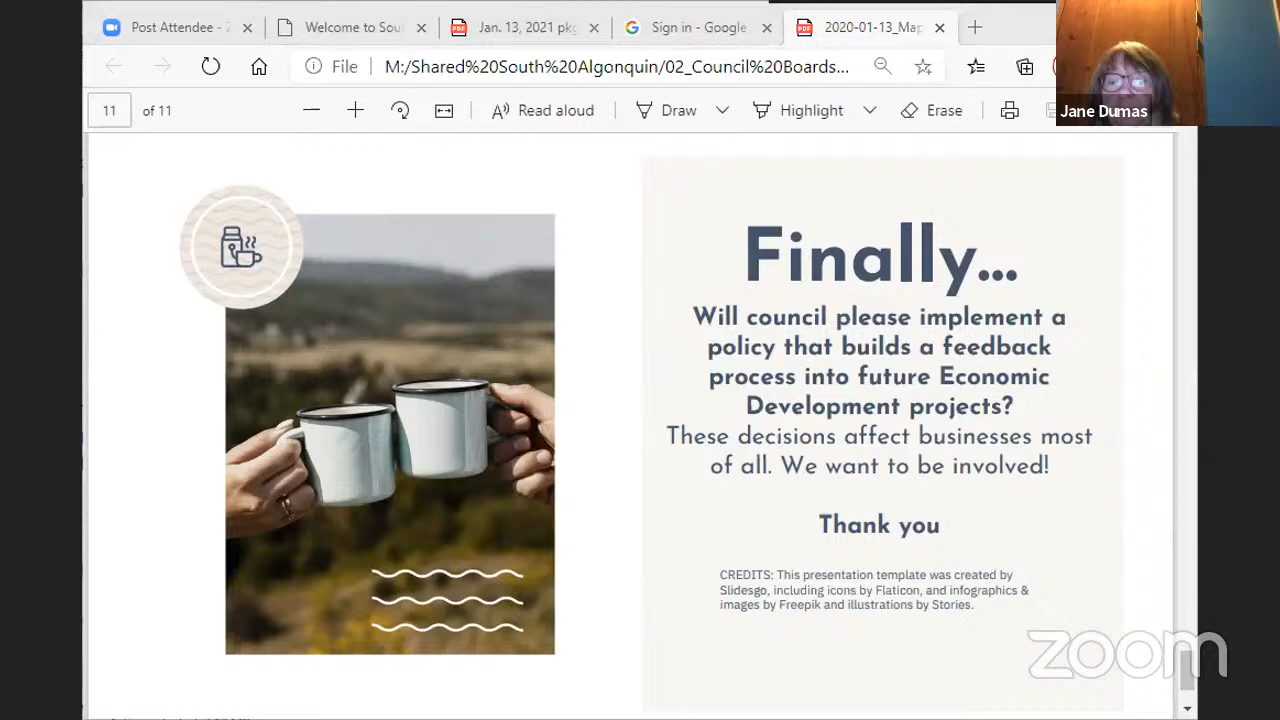 Post Attendee - Z
Welcome to Sou
Jan. 13, 2021 pkg
Sign in - Google
2020-01-13_Map
File
M:/Shared%20South%20Algonquin/02_Council%20Boards...
Jane Dumas
11 of 11
Read aloud
Draw
Highlight
Erase
Finally...
Will council please implement a
policy that builds a feedback
process into future Economic
Development projects?
These decisions affect businesses most
of all. We want to be involved!
Thank you
CREDITS: This presentation template was created by
Slidesgo, including icons by Flaticon, and infographics &
images by Freepik and illustrations by Stories.
zoom